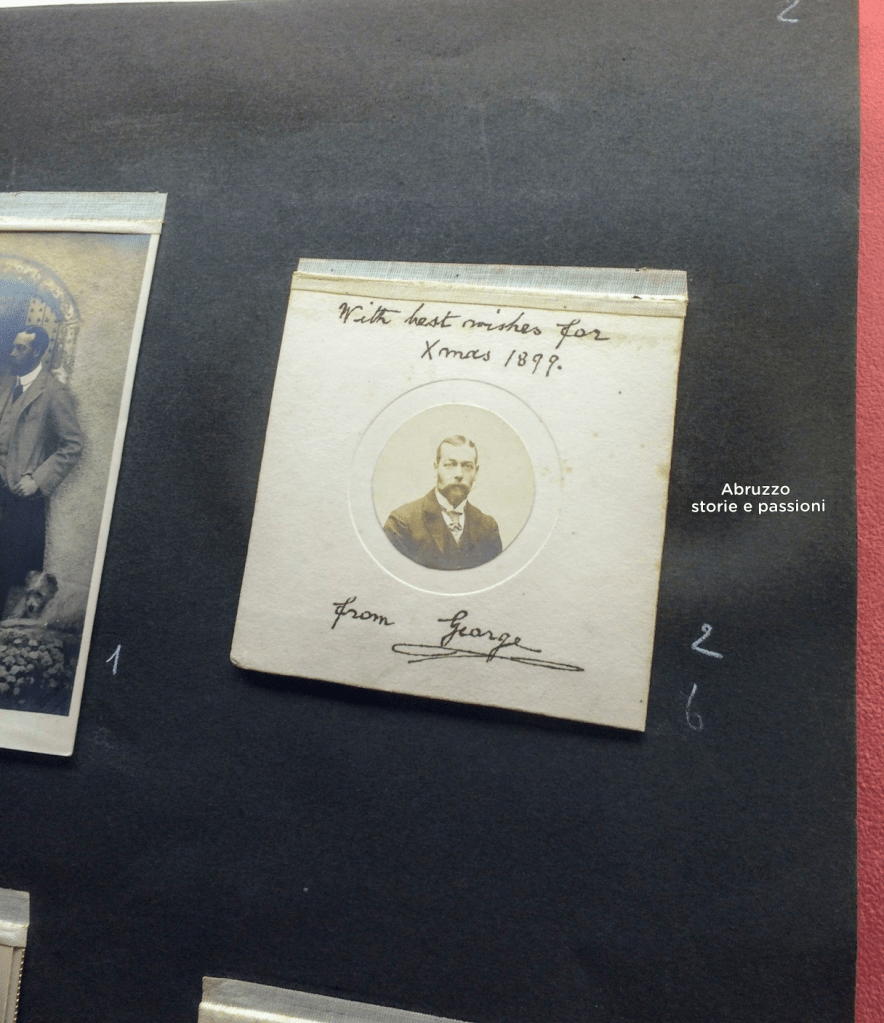 2
With best wishes for
Xmas 1899.
Abruzzo
storie e passioni
from George
1
2
6